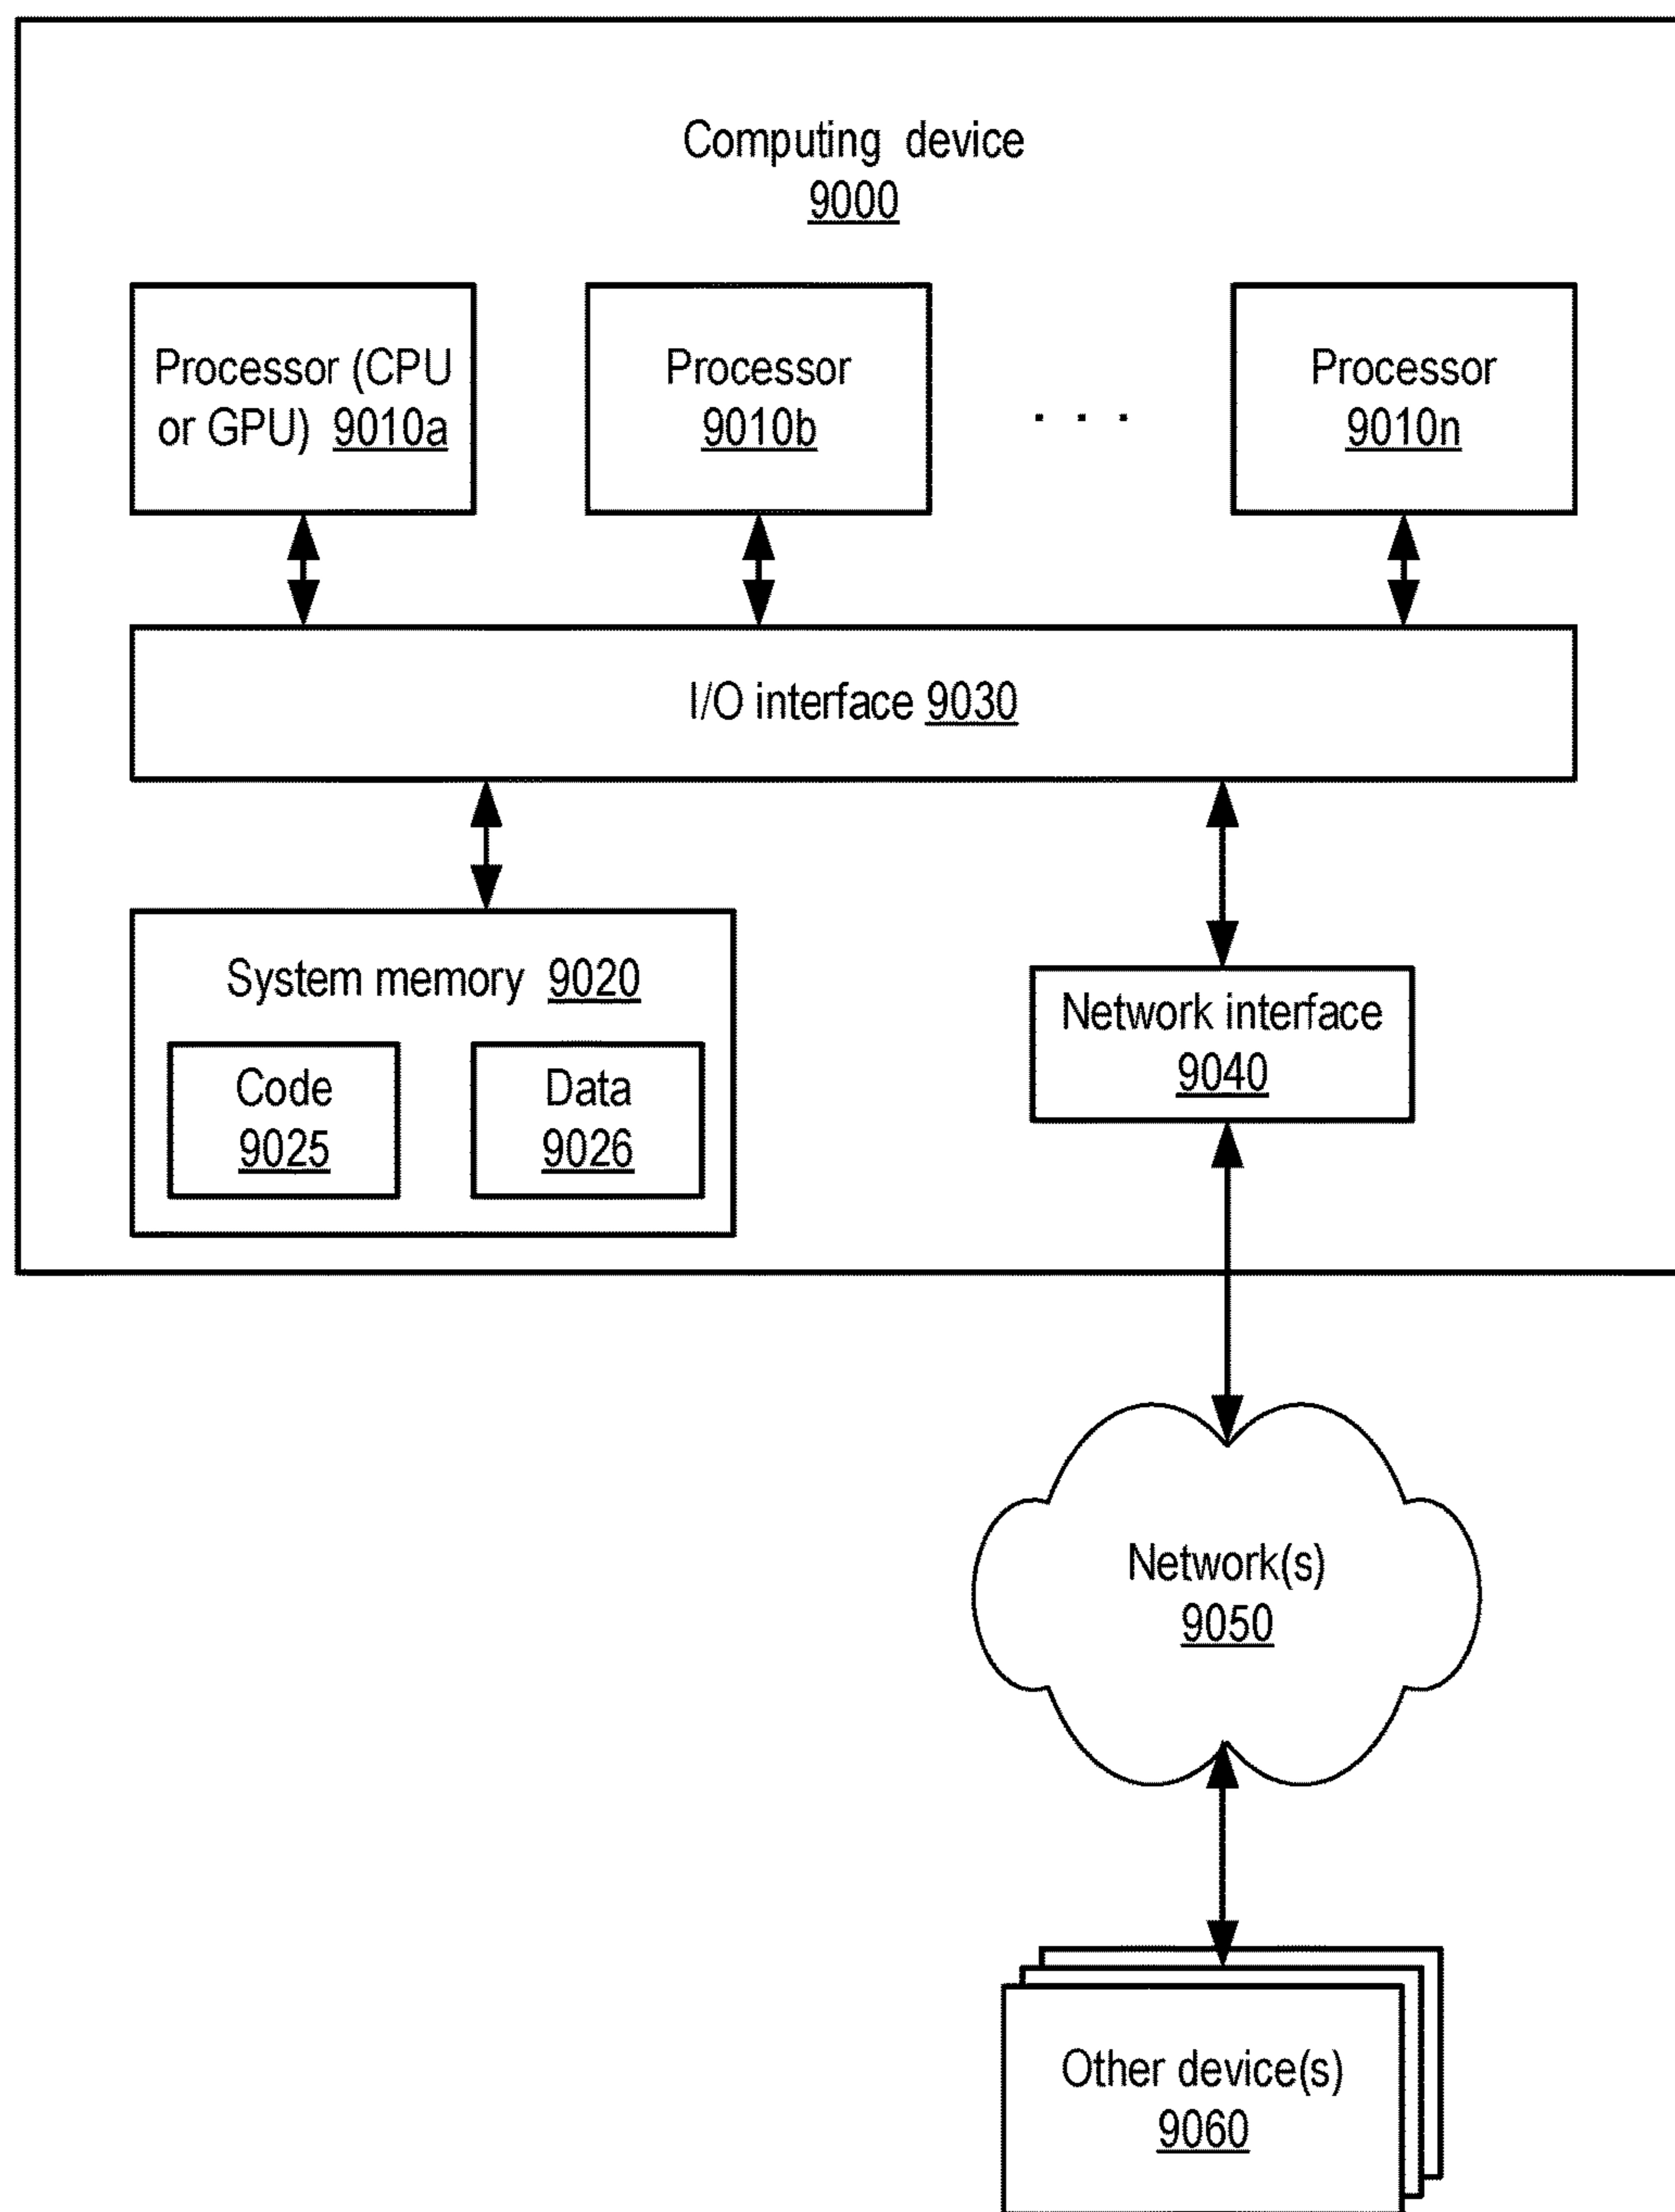 Computing device
9000
Processor (CPU
or GPU) 9010a
Processor
9010b
. . .
Processor
9010n
I/O interface 9030
System memory 9020
Code
9025
Data
9026
Network interface
9040
Network(s)
9050
Other device(s)
9060